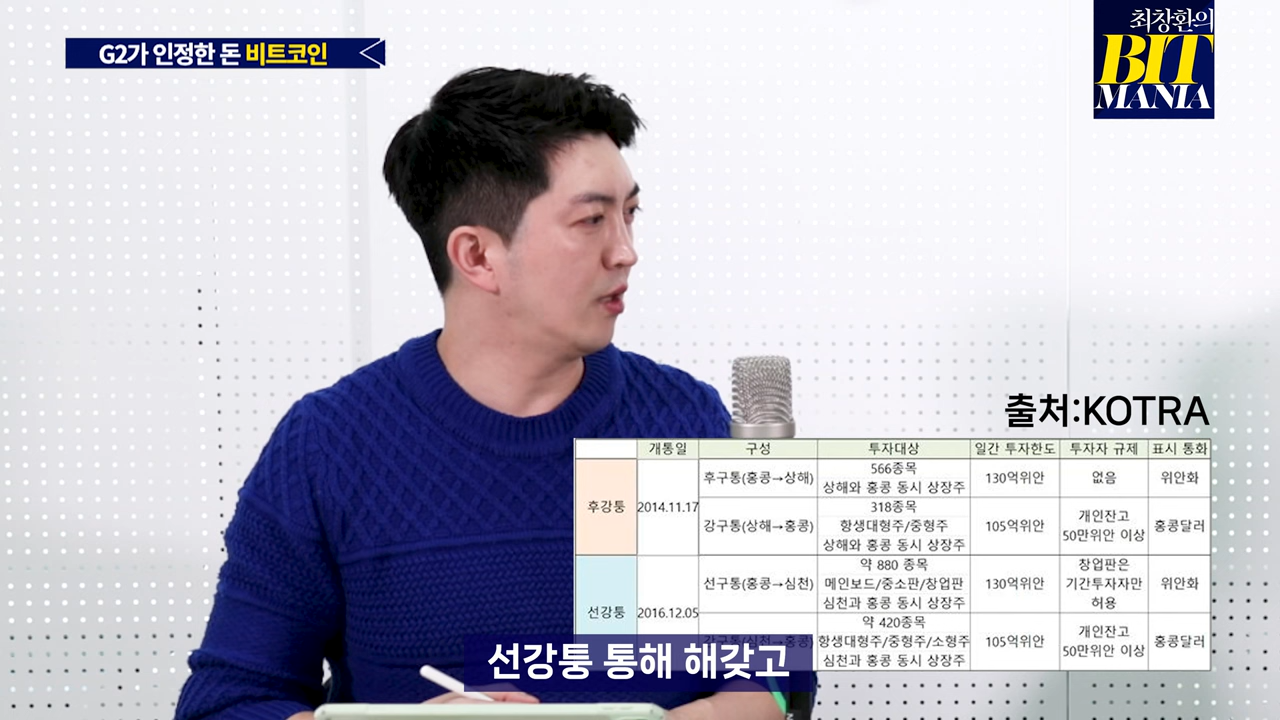 G2가 인정한 돈 비트코인
최창환의
BIT
MANIA
출처:KOTRA
개통일 구성 투자대상 일간 투자한도 투자자 규제 표시 통화
후강퉁 2014.11.17 후구통(홍콩→상해) 566종목 상해와 홍콩 동시 상장주 130억위안 없음 위안화
강구통(상해→홍콩) 318종목 항생대형주/중형주 상해와 홍콩 동시 상장주 105억위안 개인잔고 50만위안 이상 홍콩달러
선강퉁 2016.12.05 선구통(홍콩→심천) 약 880 종목 메인보드/중소판/창업판 심천과 홍콩 동시 상장주 130억위안 창업판은 기간투자자만 허용 위안화
강구통(심천→홍콩) 약 420종목 항생대형주/중형주/소형주 심천과 홍콩 동시 상장주 105억위안 개인잔고 50만위안 이상 홍콩달러
선강퉁 통해 해갖고